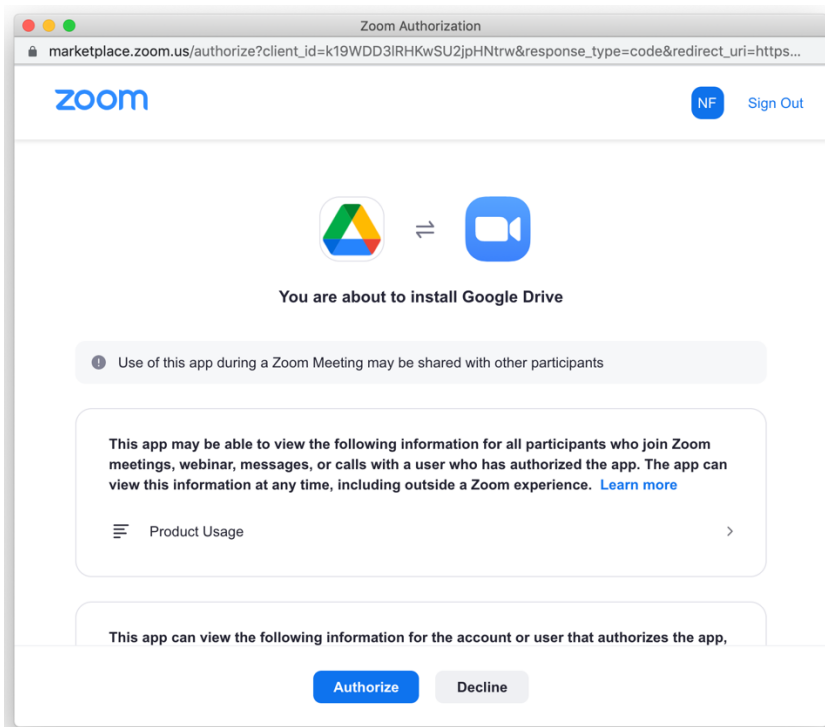 Zoom Authorization
marketplace.zoom.us/authorize?client_id=k19WDD3lRHKwSU2jpHNtrw&response_type=code&redirect_uri=https...
zoom
NF
Sign Out
You are about to install Google Drive
Use of this app during a Zoom Meeting may be shared with other participants
This app may be able to view the following information for all participants who join Zoom
meetings, webinar, messages, or calls with a user who has authorized the app. The app can
view this information at any time, including outside a Zoom experience. Learn more
Product Usage
This app can view the following information for the account or user that authorizes the app,
Authorize
Decline